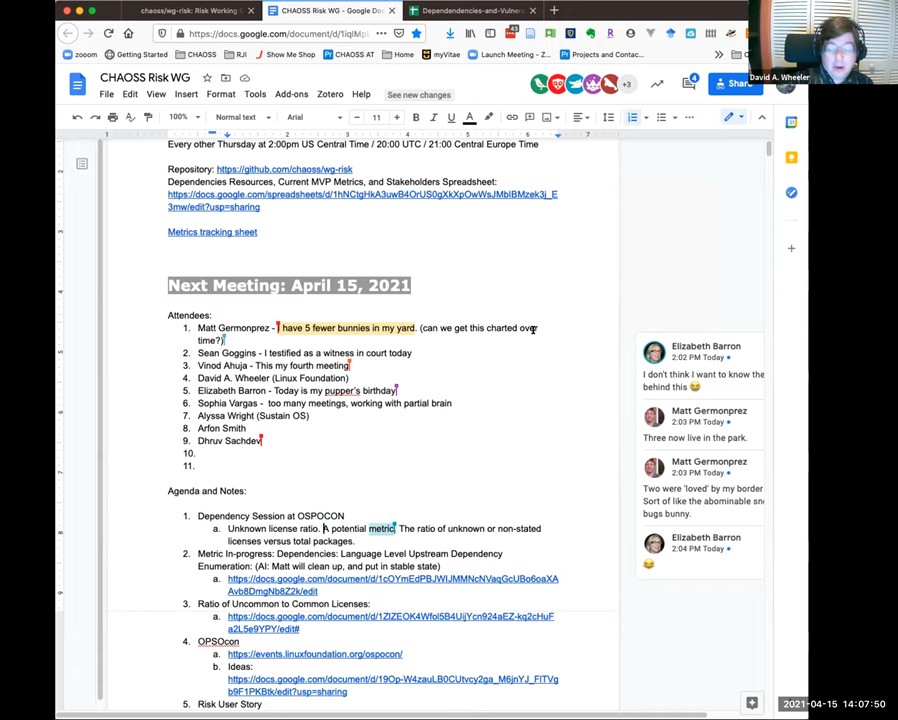 chaoss/wg-risk: Risk Working
CHAOSS Risk WG - Google Doc
Dependendencies-and-Vulner
https://docs.google.com/document/d/1iqlMpl
zooom
Getting Started
CHAOSS
RJI
Show Me Shop
CHAOSS AT
Home
myVitae
Launch Meeting - Z...
Projects and Contac...
David A. Wheeler
CHAOSS Risk WG
File Edit View Insert Format Tools Add-ons Zotero Help See new changes
+3
4
Share
100%
Normal text
Arial
11
Every other Thursday at 2:00pm US Central Time / 20:00 UTC / 21:00 Central Europe Time
Repository: https://github.com/chaoss/wg-risk
Dependencies Resources, Current MVP Metrics, and Stakeholders Spreadsheet:
https://docs.google.com/spreadsheets/d/1hNCtgHkA3uwB4OrUS0gXkXpOwWsJMbIBMzek3j_E
3mw/edit?usp=sharing
Metrics tracking sheet
Next Meeting: April 15, 2021
Attendees:
1. Matt Germonprez - I have 5 fewer bunnies in my yard. (can we get this charted over
time?)
2. Sean Goggins - I testified as a witness in court today
3. Vinod Ahuja - This my fourth meeting
4. David A. Wheeler (Linux Foundation)
5. Elizabeth Barron - Today is my pupper's birthday
6. Sophia Vargas - too many meetings, working with partial brain
7. Alyssa Wright (Sustain OS)
8. Arfon Smith
9. Dhruv Sachdev
10.
11.
Agenda and Notes:
1. Dependency Session at OSPOCON
a. Unknown license ratio. A potential metric. The ratio of unknown or non-stated
licenses versus total packages.
2. Metric In-progress: Dependencies: Language Level Upstream Dependency
Enumeration: (AI: Matt will clean up, and put in stable state)
a. https://docs.google.com/document/d/1cOYmEdPBJWIJMMNcNVaqGcUBo6oaXA
Avb8DmgNb8Z2k/edit
3. Ratio of Uncommon to Common Licenses:
a. https://docs.google.com/document/d/1ZIZEOK4Wfol5B4UijYcn924aEZ-kq2cHuF
a2L5e9YPY/edit#
4. OPSOcon
a. https://events.linuxfoundation.org/ospocon/
b. Ideas:
https://docs.google.com/document/d/19Op-W4zauLB0CUtvcy2ga_M6jnYJ_FlTVg
b9F1PKBtk/edit?usp=sharing
5. Risk User Story
Elizabeth Barron
2:02 PM Today
I don't think I want to know the
behind this 😂
Matt Germonprez
2:03 PM Today
Three now live in the park.
Matt Germonprez
2:03 PM Today
Two were 'loved' by my border
Sort of like the abominable sno
bugs bunny.
Elizabeth Barron
2:04 PM Today
😂
2021-04-15 14:07:50